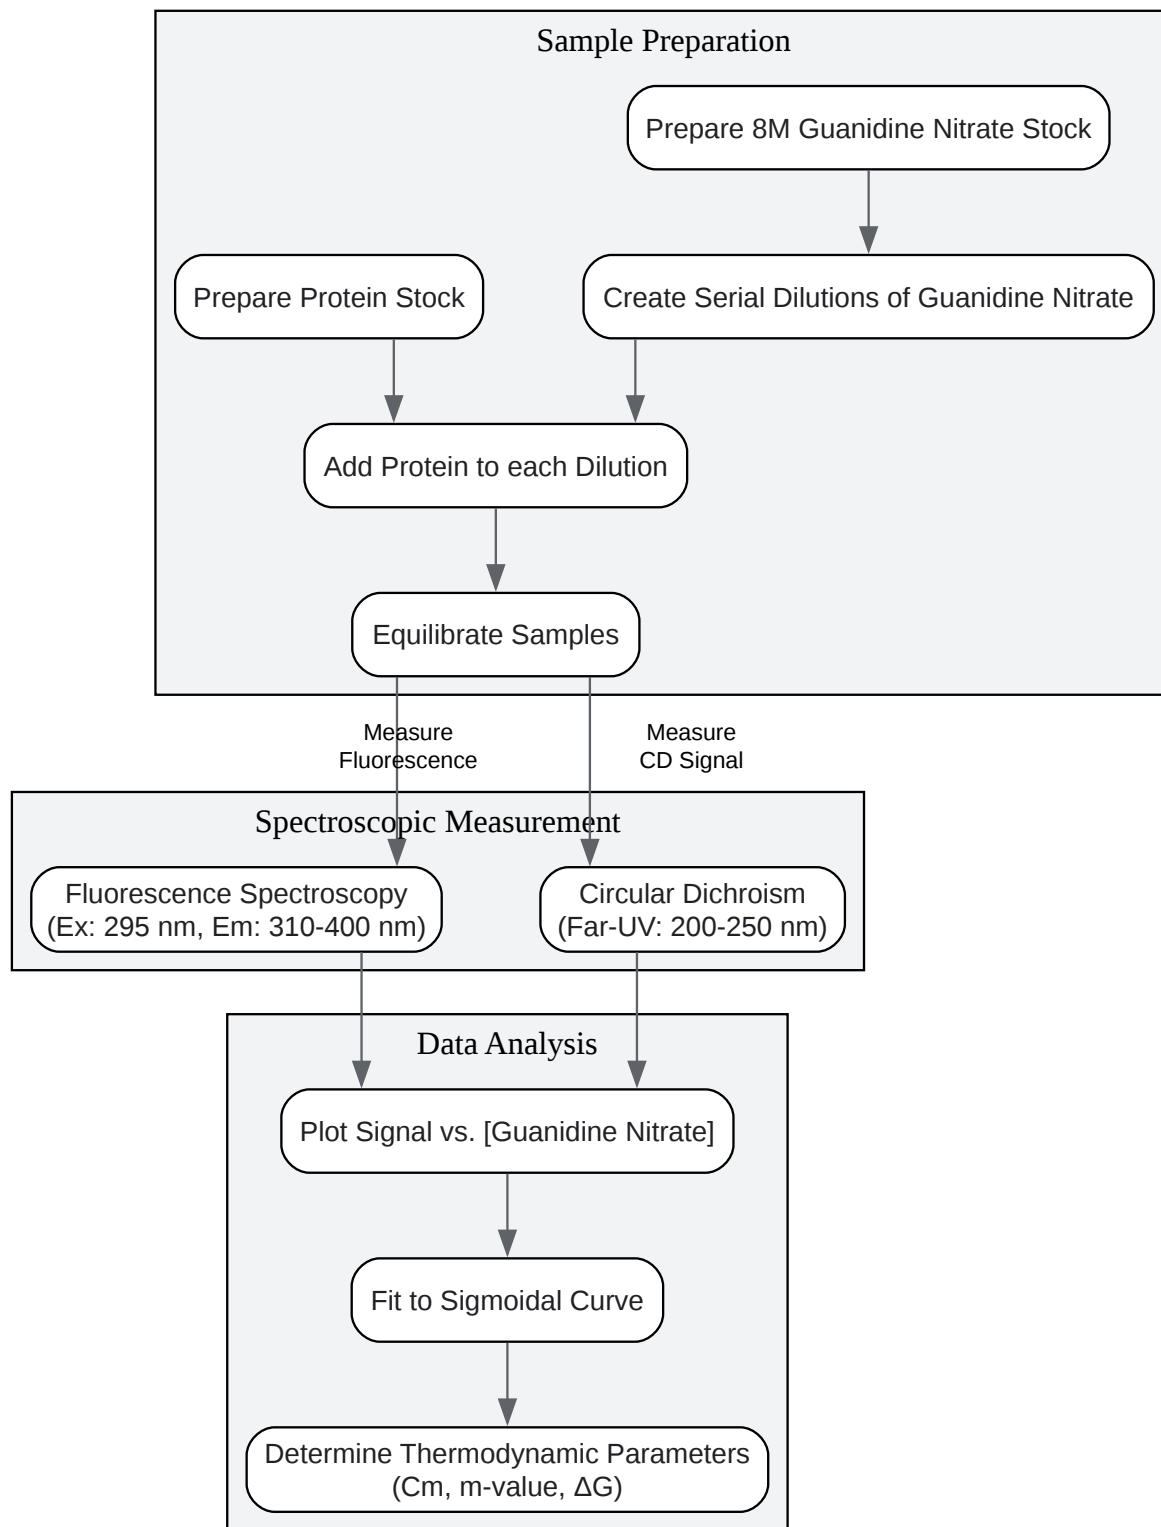 Sample Preparation
Prepare 8M Guanidine Nitrate Stock
Prepare Protein Stock
Create Serial Dilutions of Guanidine Nitrate
Add Protein to each Dilution
Equilibrate Samples
Measure
Fluorescence
Measure
CD Signal
Spectroscopic Measurement
Fluorescence Spectroscopy
(Ex: 295 nm, Em: 310-400 nm)
Circular Dichroism
(Far-UV: 200-250 nm)
Data Analysis
Plot Signal vs. [Guanidine Nitrate]
Fit to Sigmoidal Curve
Determine Thermodynamic Parameters
(Cm, m-value, ΔG)